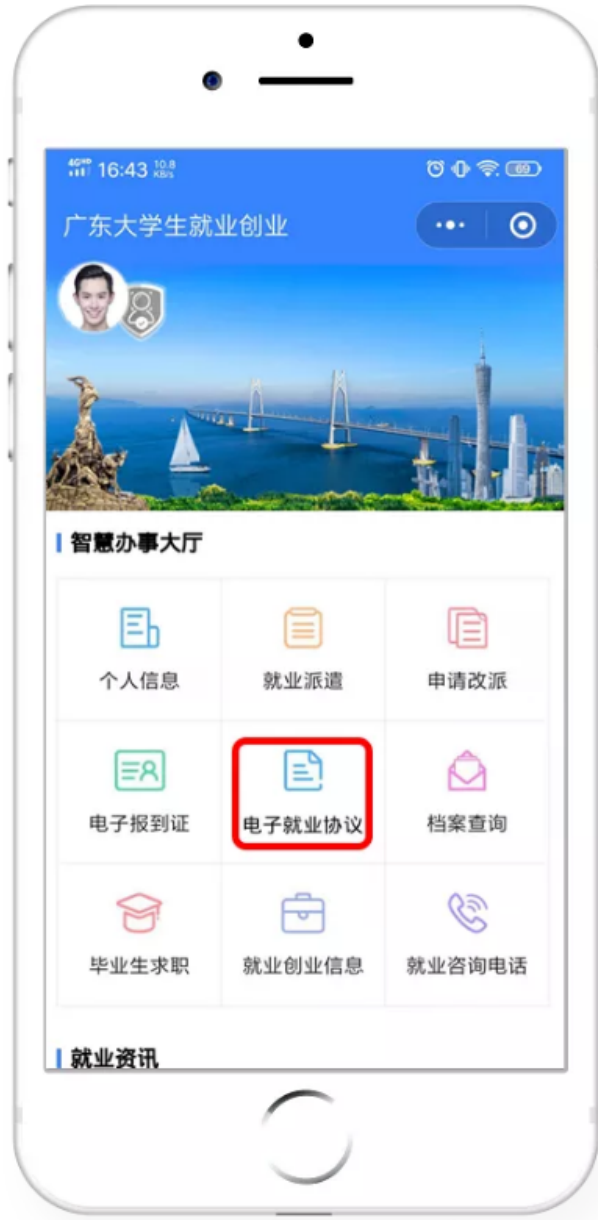 4GHD 16:43 10.8 KB/s 69
广东大学生就业创业
智慧办事大厅
个人信息 就业派遣 申请改派
电子报到证 电子就业协议 档案查询
毕业生求职 就业创业信息 就业咨询电话
就业资讯